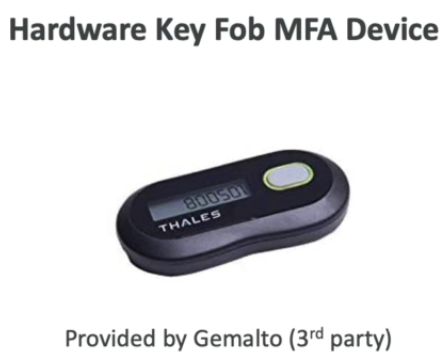 Hardware Key Fob MFA Device
800501
THALES
Provided by Gemalto (3rd party)